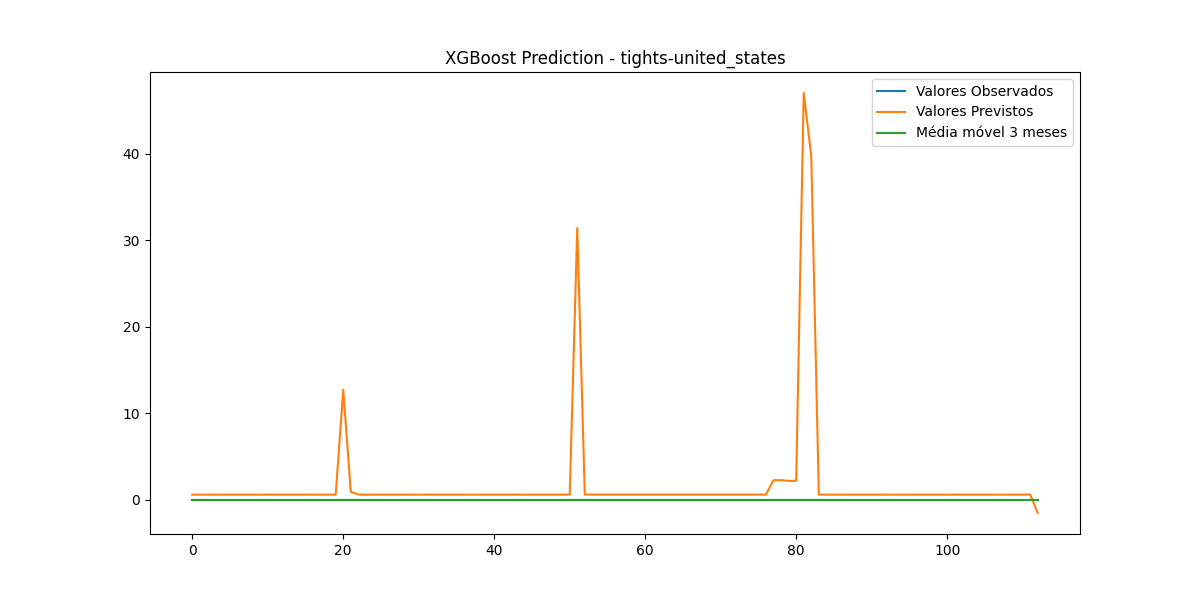 XGBoost Prediction - tights-united_states
Valores Observados
Valores Previstos
Média móvel 3 meses
40
30
20
10
0
0 20 40 60 80 100